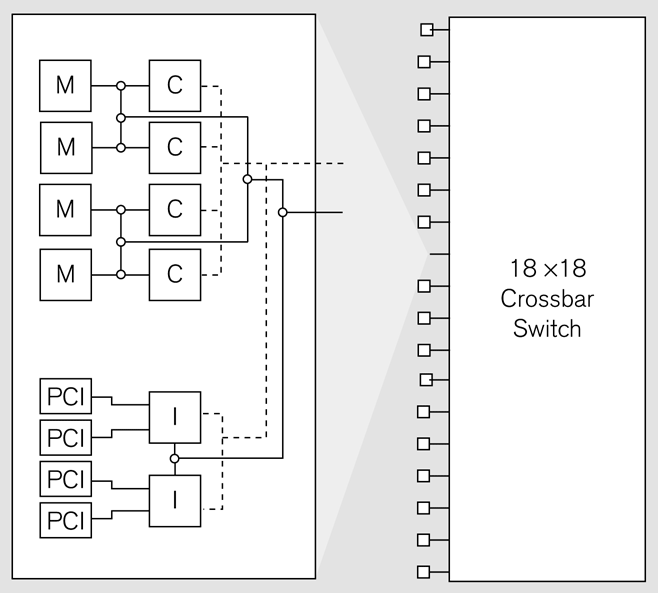 M C
M C
M C
M C
PCI
I
PCI
PCI
I
PCI
18 ×18
Crossbar
Switch